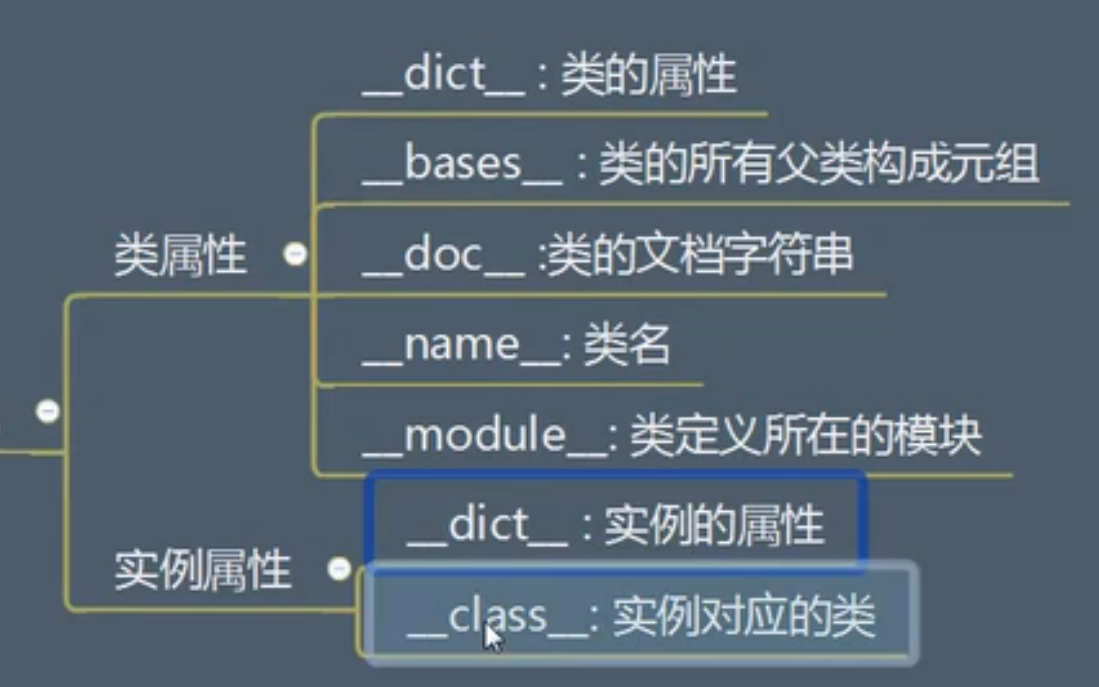 __dict__ : 类的属性
__bases__ : 类的所有父类构成元组
类属性
__doc__ :类的文档字符串
__name__: 类名
__module__: 类定义所在的模块
__dict__ : 实例的属性
实例属性
__class__: 实例对应的类